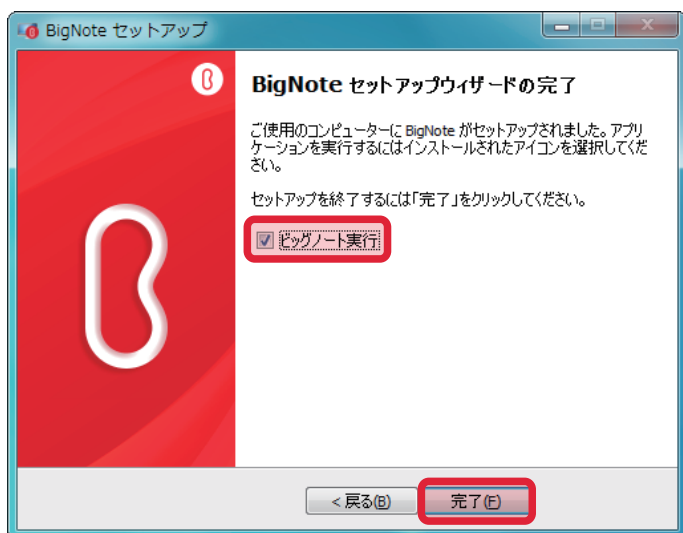 BigNote セットアップ
BigNote セットアップウィザードの完了
ご使用のコンピューターに BigNote がセットアップされました。アプリ
ケーションを実行するにはインストールされたアイコンを選択してくだ
さい。
セットアップを終了するには「完了」をクリックしてください。
ビッグノート実行
< 戻る(B)
完了(F)